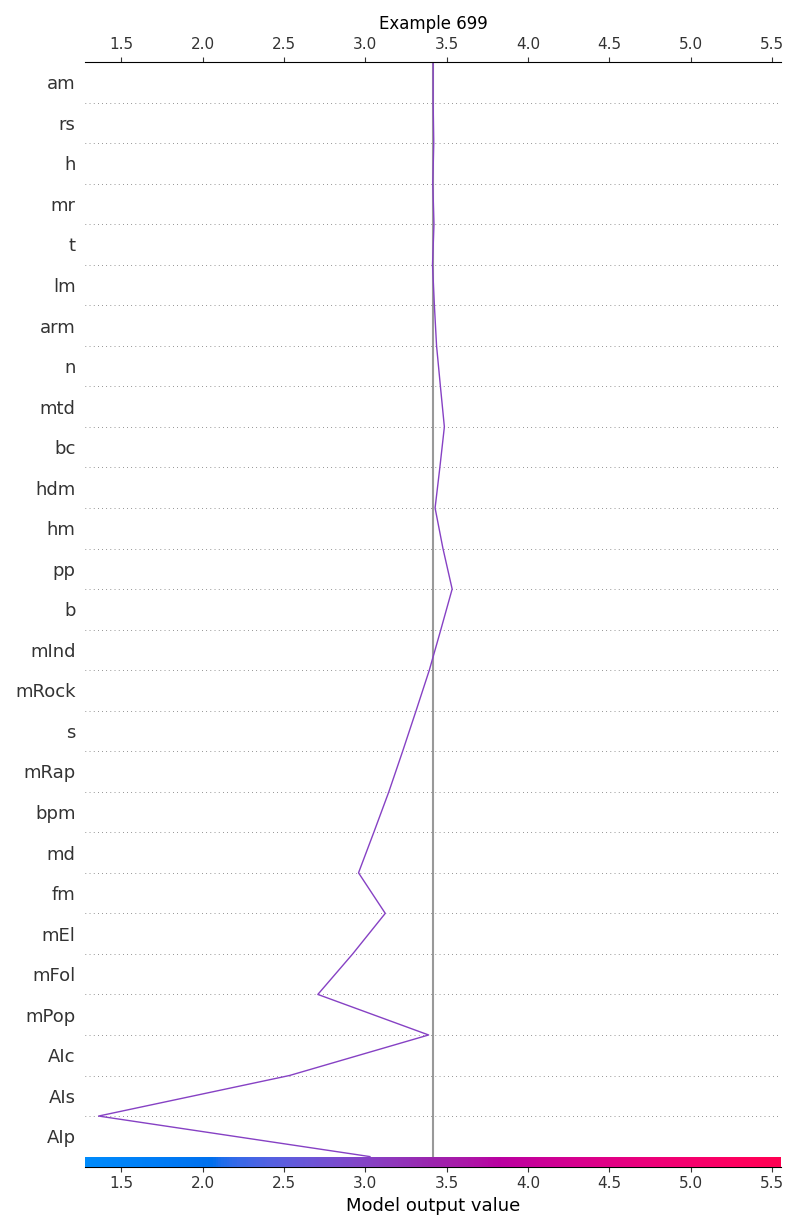 Example 699
1.5 2.0 2.5 3.0 3.5 4.0 4.5 5.0 5.5
am
rs
h
mr
t
lm
arm
n
mtd
bc
hdm
hm
pp
b
mInd
mRock
s
mRap
bpm
md
fm
mEl
mFol
mPop
AIc
AIs
AIp
1.5 2.0 2.5 3.0 3.5 4.0 4.5 5.0 5.5
Model output value